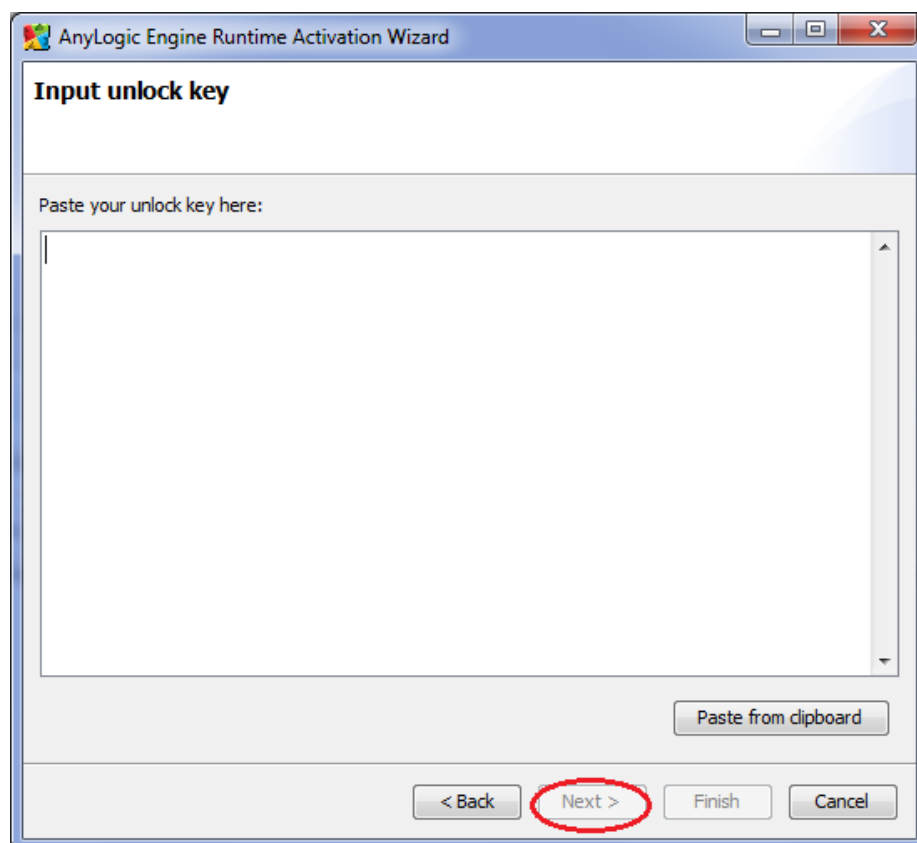 AnyLogic Engine Runtime Activation Wizard
Input unlock key
Paste your unlock key here:
Paste from clipboard
< Back Next > Finish Cancel